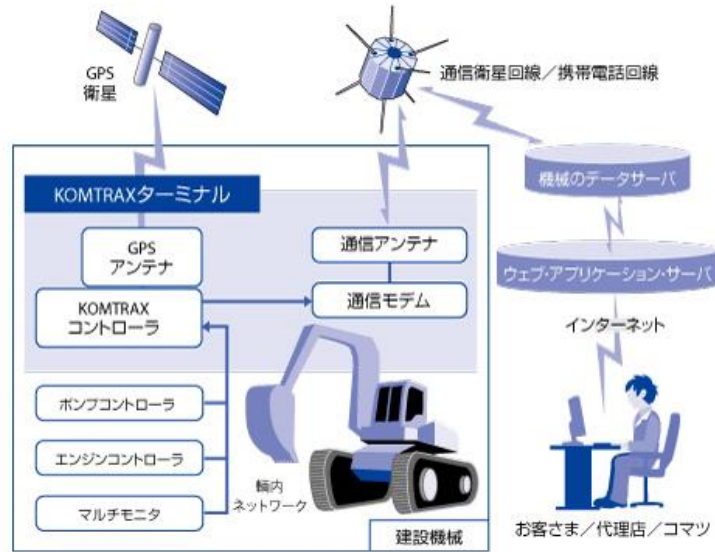 GPS
衛星
通信衛星回線／携帯電話回線
KOMTRAXターミナル
GPS
アンテナ
通信アンテナ
KOMTRAX
コントローラ
通信モデム
機械のデータサーバ
ウェブ・アプリケーション・サーバ
インターネット
ポンプコントローラ
エンジンコントローラ
マルチモニタ
輌内
ネットワーク
建設機械
お客さま／代理店／コマツ